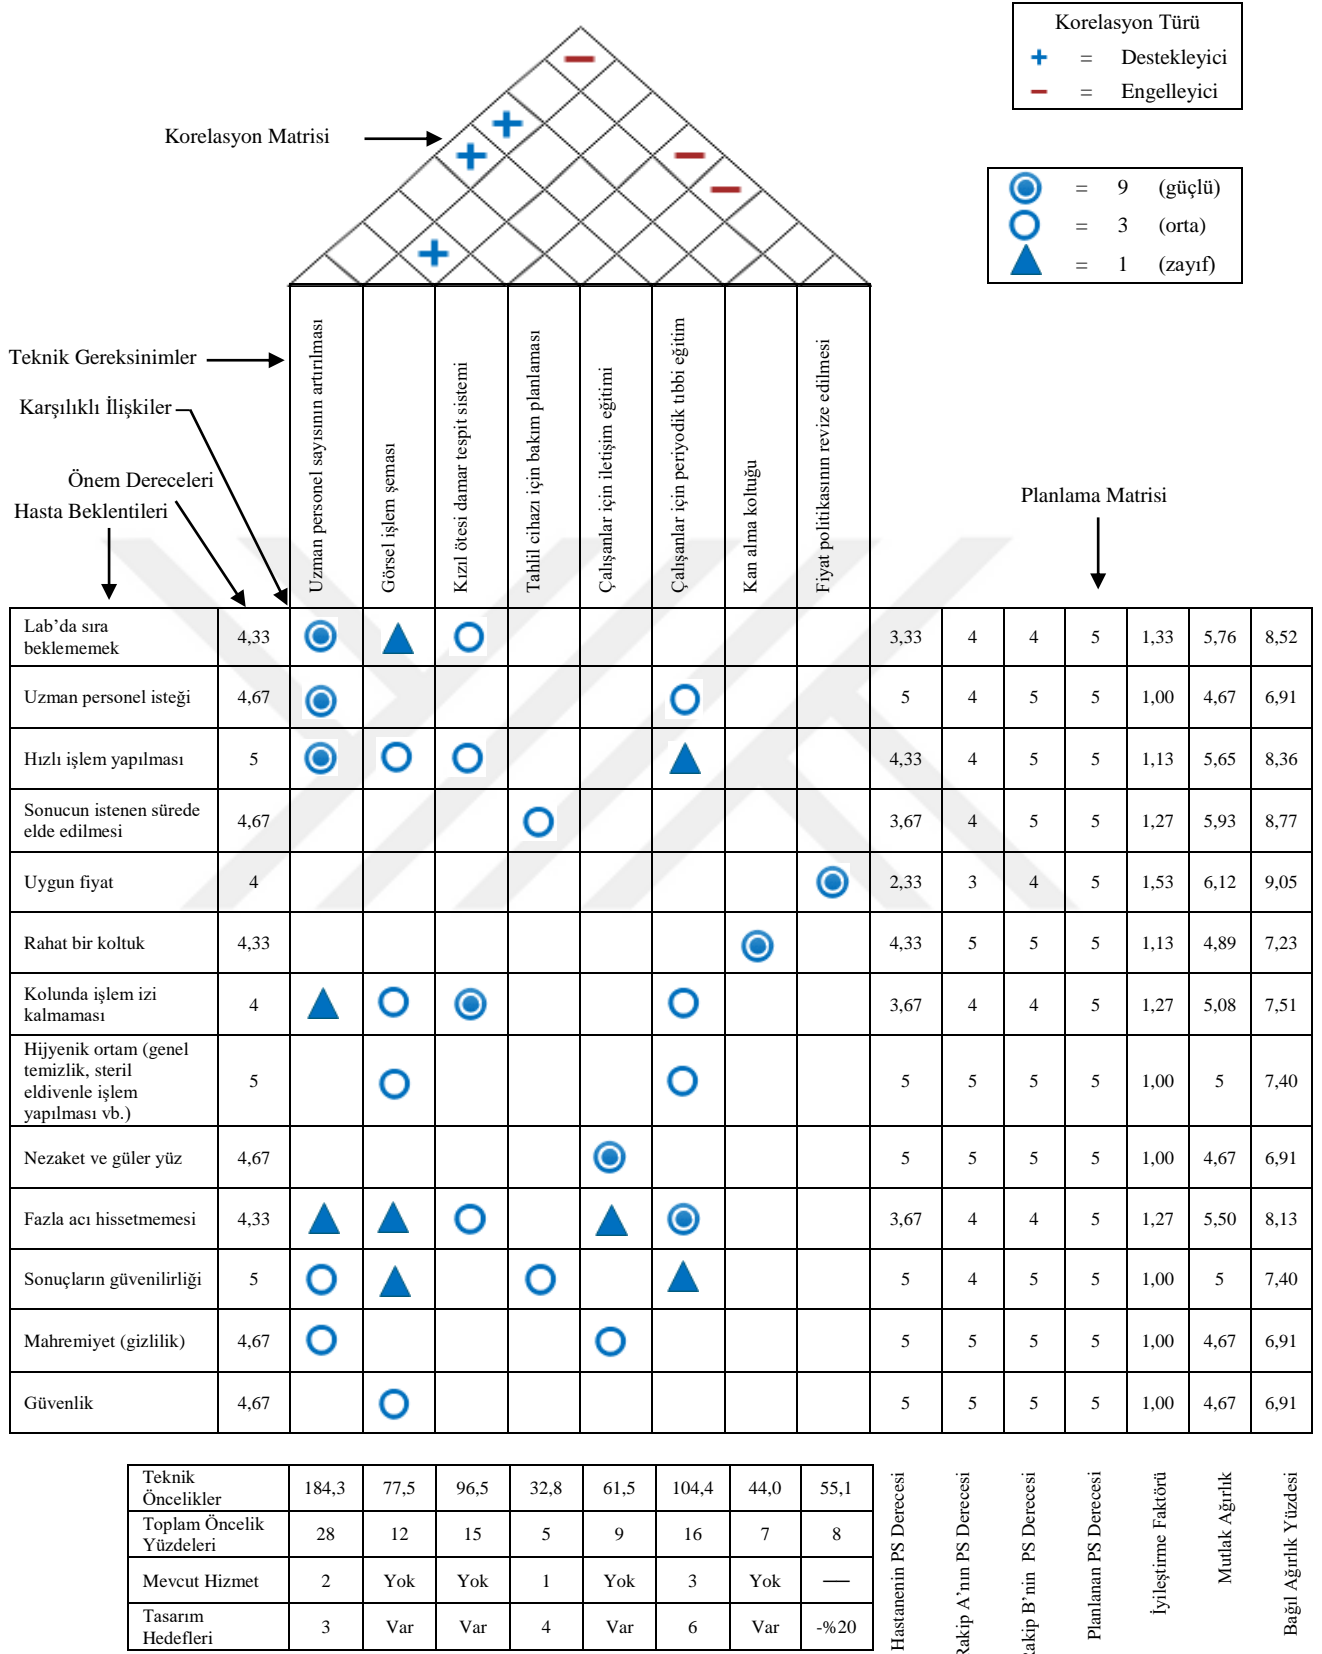 Korelasyon Türü
+ = Destekleyici
− = Engelleyici
Korelasyon Matrisi
= 9 (güçlü)
= 3 (orta)
= 1 (zayıf)
Teknik Gereksinimler
Karşılıklı İlişkiler
Önem Dereceleri
Hasta Beklentileri
Planlama Matrisi
Uzman personel sayısının artırılması
Görsel işlem şeması
Kızıl ötesi damar tespit sistemi
Tahlil cihazı için bakım planlaması
Çalışanlar için iletişim eğitimi
Çalışanlar için periyodik tıbbi eğitim
Kan alma koltuğu
Fiyat politikasının revize edilmesi
Lab'da sıra
beklememek 4,33 3,33 4 4 5 1,33 5,76 8,52
Uzman personel isteği 4,67 5 4 5 5 1,00 4,67 6,91
Hızlı işlem yapılması 5 4,33 4 5 5 1,13 5,65 8,36
Sonucun istenen sürede
elde edilmesi 4,67 3,67 4 5 5 1,27 5,93 8,77
Uygun fiyat 4 2,33 3 4 5 1,53 6,12 9,05
Rahat bir koltuk 4,33 4,33 5 5 5 1,13 4,89 7,23
Kolunda işlem izi
kalmaması 4 3,67 4 4 5 1,27 5,08 7,51
Hijyenik ortam (genel
temizlik, steril
eldivenle işlem
yapılması vb.) 5 5 5 5 5 1,00 5 7,40
Nezaket ve güler yüz 4,67 5 5 5 5 1,00 4,67 6,91
Fazla acı hissetmemesi 4,33 3,67 4 4 5 1,27 5,50 8,13
Sonuçların güvenilirliği 5 5 4 5 5 1,00 5 7,40
Mahremiyet (gizlilik) 4,67 5 5 5 5 1,00 4,67 6,91
Güvenlik 4,67 5 5 5 5 1,00 4,67 6,91
Teknik
Öncelikler 184,3 77,5 96,5 32,8 61,5 104,4 44,0 55,1
Toplam Öncelik
Yüzdeleri 28 12 15 5 9 16 7 8
Mevcut Hizmet 2 Yok Yok 1 Yok 3 Yok —
Tasarım
Hedefleri 3 Var Var 4 Var 6 Var -%20
Hastanenin PS Derecesi
Rakip A'nın PS Derecesi
Rakip B'nin PS Derecesi
Planlanan PS Derecesi
İyileştirme Faktörü
Mutlak Ağırlık
Bağıl Ağırlık Yüzdesi